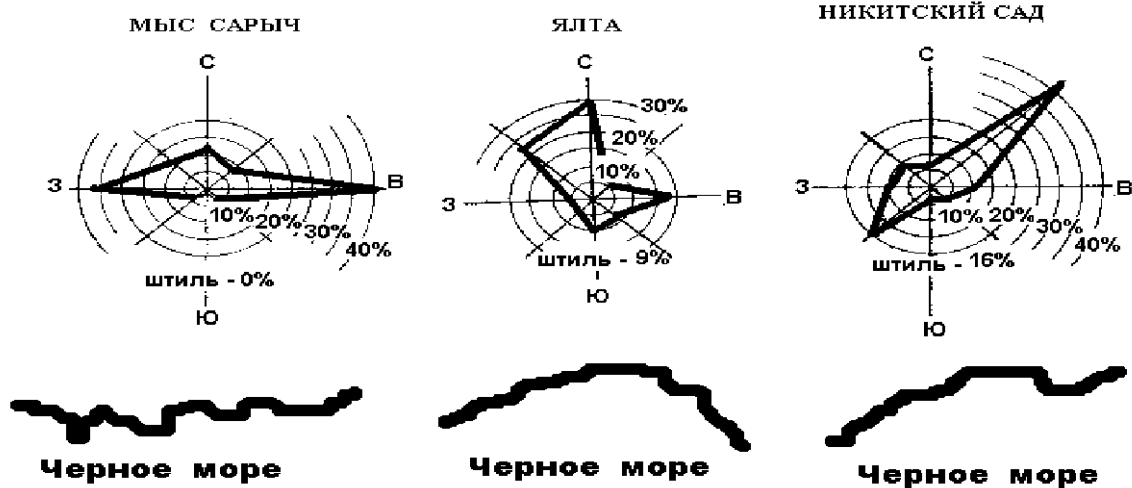 МЫС САРЫЧ
С
З
В
10%
20%
30%
40%
штиль - 0%
Ю
Черное море
ЯЛТА
С
30%
20%
10%
З
В
штиль - 9%
Ю
Черное море
НИКИТСКИЙ САД
С
З
В
10%
20%
30%
40%
штиль - 16%
Ю
Черное море